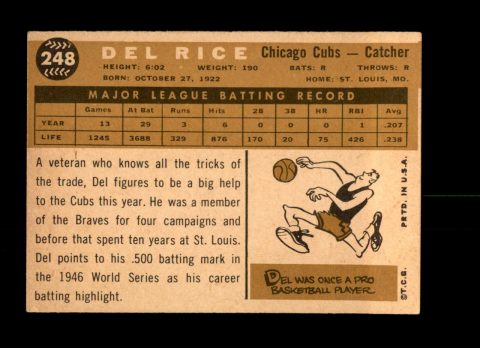 248
DEL RICE Chicago Cubs — Catcher
HEIGHT: 6:02 WEIGHT: 190 BATS: R THROWS: R
BORN: OCTOBER 27, 1922 HOME: ST. LOUIS, MO.
MAJOR LEAGUE BATTING RECORD
Games At Bat Runs Hits 2B 3B HR RBI Avg
YEAR 13 29 3 6 0 0 0 1 .207
LIFE 1245 3688 329 876 170 20 75 426 .238
A veteran who knows all the tricks of
the trade, Del figures to be a big help
to the Cubs this year. He was a member
of the Braves for four campaigns and
before that spent ten years at St. Louis.
Del points to his .500 batting mark in
the 1946 World Series as his career
batting highlight.
DEL WAS ONCE A PRO
BASKETBALL PLAYER.
©T.C.G. PRTD. IN U.S.A.